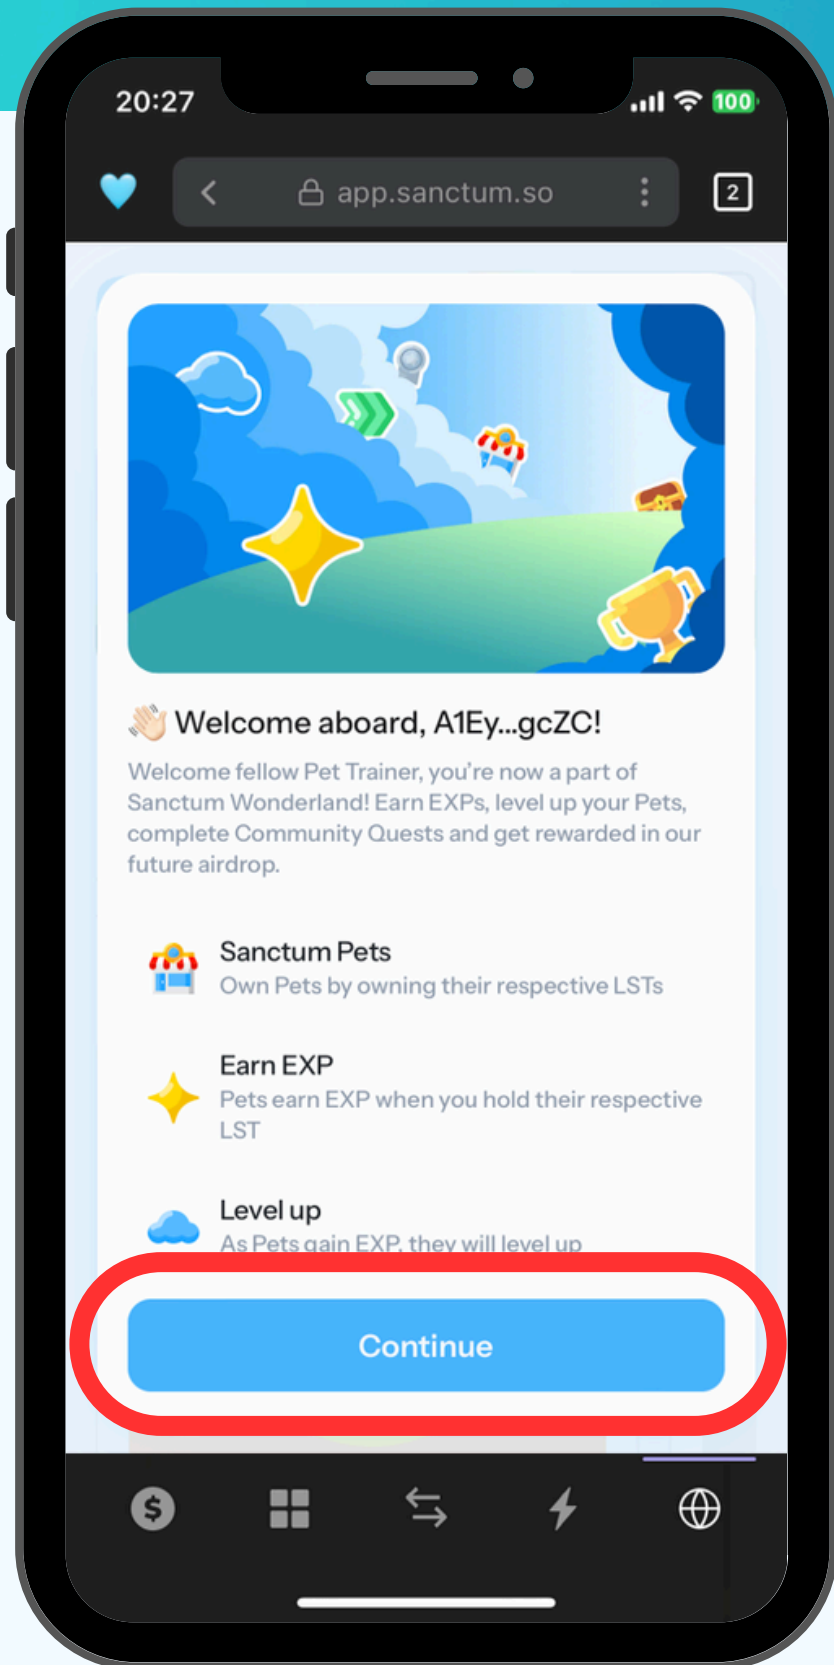 20:27
100
app.sanctum.so
2
Welcome aboard, A1Ey...gcZC!
Welcome fellow Pet Trainer, you're now a part of
Sanctum Wonderland! Earn EXPs, level up your Pets,
complete Community Quests and get rewarded in our
future airdrop.
Sanctum Pets
Own Pets by owning their respective LSTs
Earn EXP
Pets earn EXP when you hold their respective
LST
Level up
As Pets gain EXP, they will level up
Continue
$